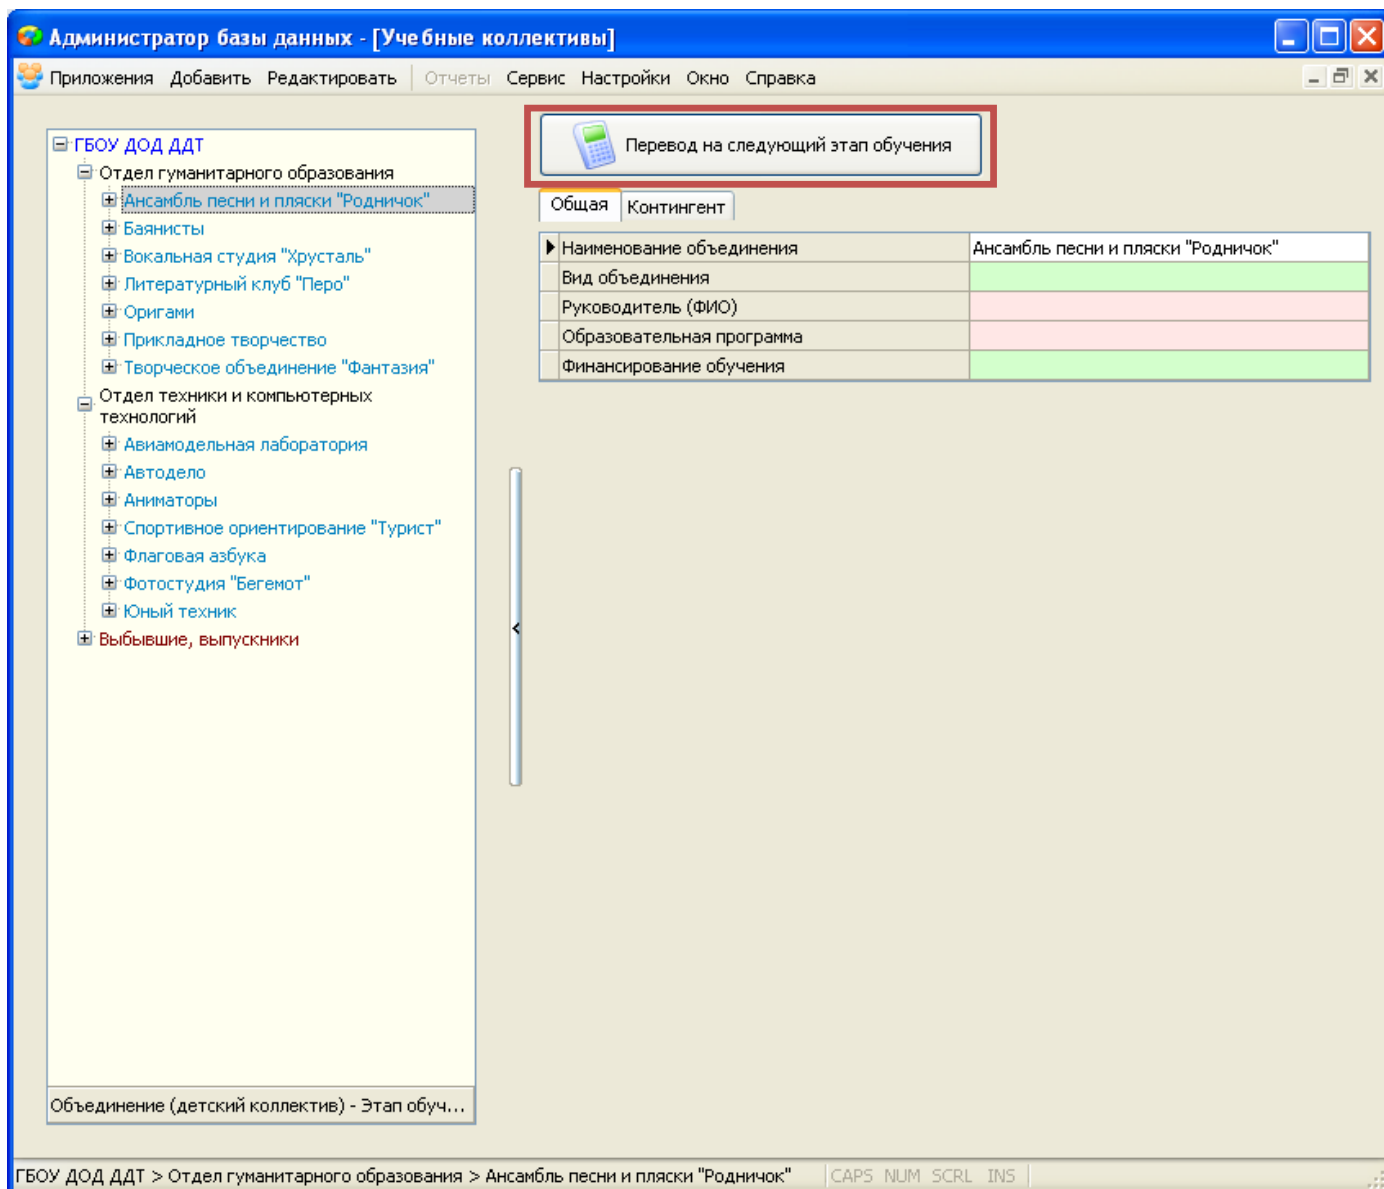 Администратор базы данных - [Учебные коллективы]
Приложения Добавить Редактировать Отчеты Сервис Настройки Окно Справка
ГБОУ ДОД ДДТ
Отдел гуманитарного образования
Ансамбль песни и пляски "Родничок"
Баянисты
Вокальная студия "Хрусталь"
Литературный клуб "Перо"
Оригами
Прикладное творчество
Творческое объединение "Фантазия"
Отдел техники и компьютерных
технологий
Авиамодельная лаборатория
Автодело
Аниматоры
Спортивное ориентирование "Турист"
Флаговая азбука
Фотостудия "Бегемот"
Юный техник
Выбывшие, выпускники
Объединение (детский коллектив) - Этап обуч...
Перевод на следующий этап обучения
Общая Контингент
Наименование объединения Ансамбль песни и пляски "Родничок"
Вид объединения
Руководитель (ФИО)
Образовательная программа
Финансирование обучения
ГБОУ ДОД ДДТ > Отдел гуманитарного образования > Ансамбль песни и пляски "Родничок" CAPS NUM SCRL INS